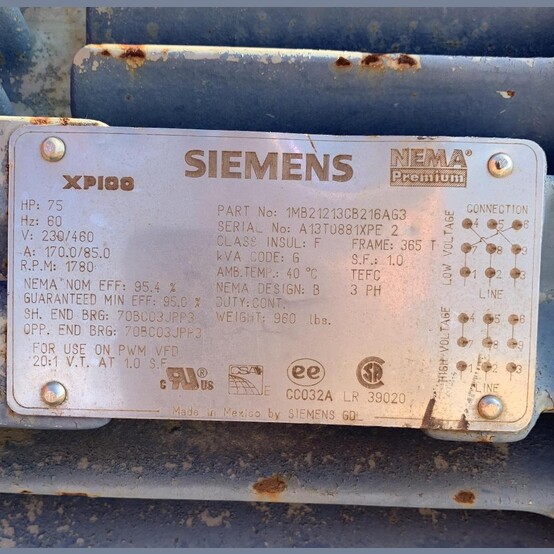 SIEMENS
NEMA®
Premium
XP100
HP: 75
Hz: 60
V: 230/460
A: 170.0/85.0
R.P.M: 1780
NEMA NOM EFF: 95.4 %
GUARANTEED MIN EFF: 95.0 %
SH. END BRG: 70BC03JPP3
OPP. END BRG: 70BC03JPP3
FOR USE ON PWM VFD
20:1 V.T. AT 1.0 S.F.
PART No: 1MB21213CB216AG3
SERIAL No: A13T0881XPE 2
CLASS INSUL: F FRAME: 365 T
kVA CODE: G S.F.: 1.0
AMB.TEMP.: 40 °C TEFC
NEMA DESIGN: B 3 PH
DUTY:CONT.
WEIGHT: 960 lbs.
CONNECTION
LOW VOLTAGE
4 5 6
7 8 9
1 2 3
LINE
HIGH VOLTAGE
4 5 6
7 8 9
1 2 3
LINE
c UR US
CSA E
ee
CC032A
LR 39020
Made in Mexico by SIEMENS GDL